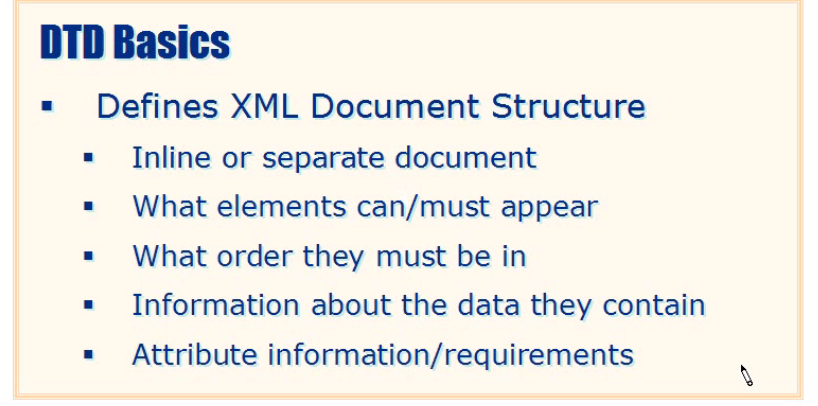 DTD Basics
Defines XML Document Structure
Inline or separate document
What elements can/must appear
What order they must be in
Information about the data they contain
Attribute information/requirements